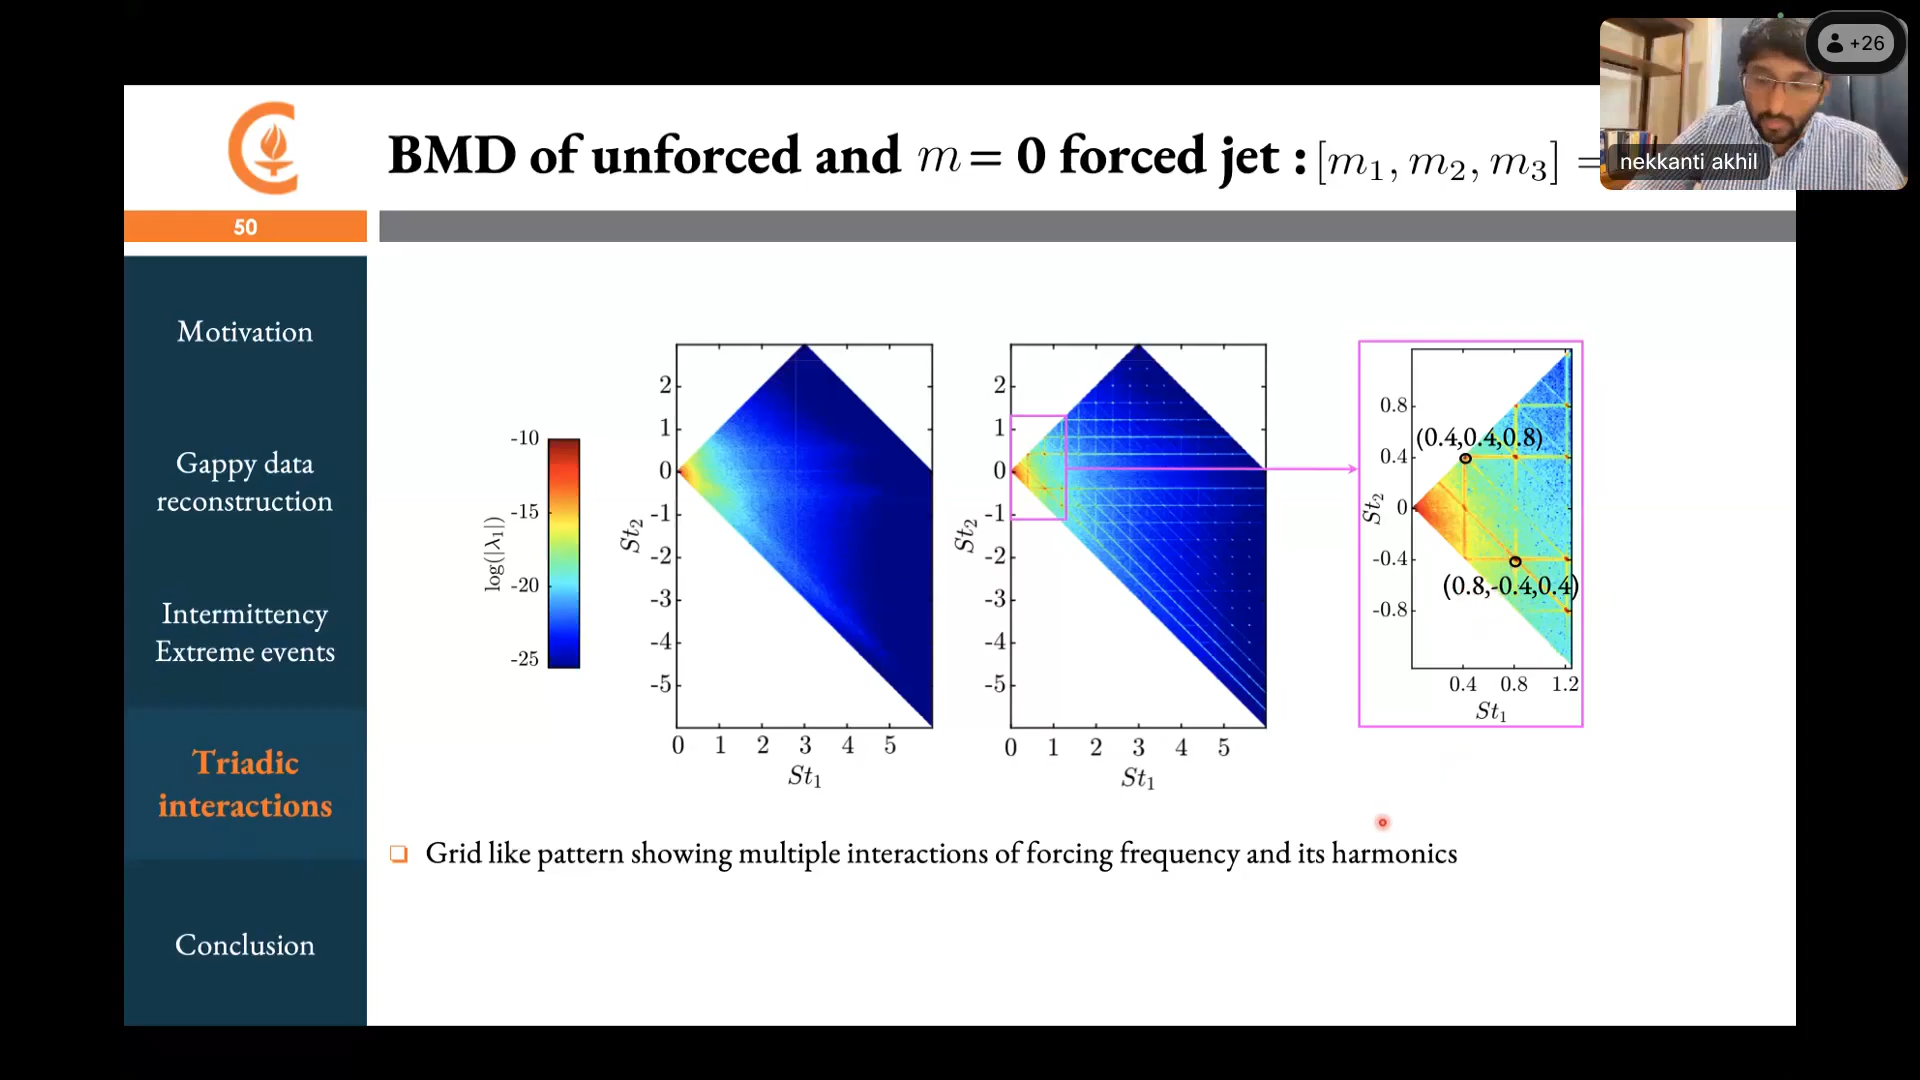 +26
nekkanti akhil
BMD of unforced and m = 0 forced jet : [m₁, m₂, m₃] =
50
Motivation
Gappy data
reconstruction
Intermittency
Extreme events
Triadic
interactions
Conclusion
log(|λ₁|)
-10
-15
-20
-25
St₂
2
1
0
-1
-2
-3
-4
-5
0 1 2 3 4 5
St₁
St₂
2
1
0
-1
-2
-3
-4
-5
0 1 2 3 4 5
St₁
St₂
0.8
0.4
0
-0.4
-0.8
(0.4,0.4,0.8)
(0.8,-0.4,0.4)
0.4 0.8 1.2
St₁
Grid like pattern showing multiple interactions of forcing frequency and its harmonics